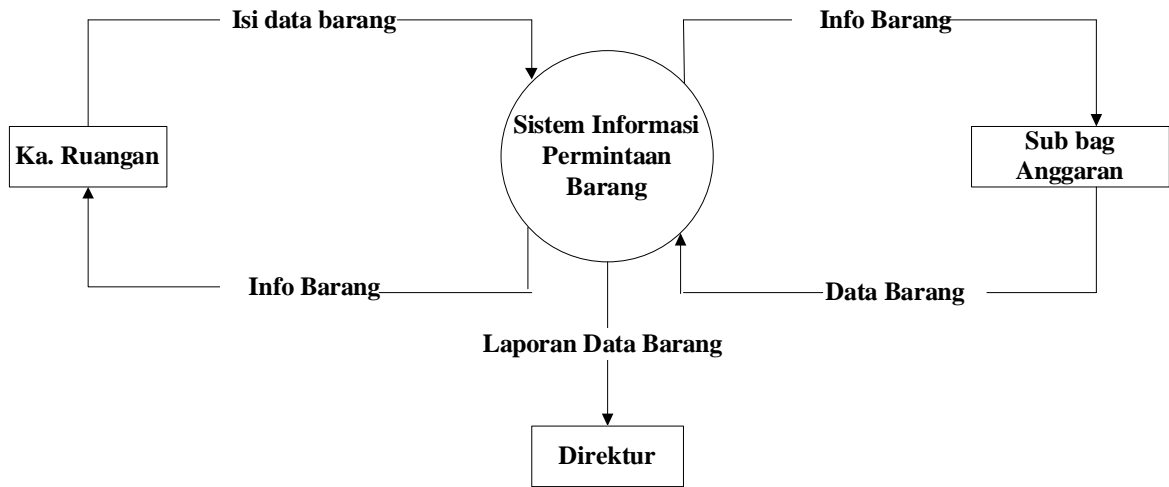 Isi data barang
Info Barang
Sistem Informasi
Permintaan
Barang
Ka. Ruangan
Sub bag
Anggaran
Info Barang
Data Barang
Laporan Data Barang
Direktur